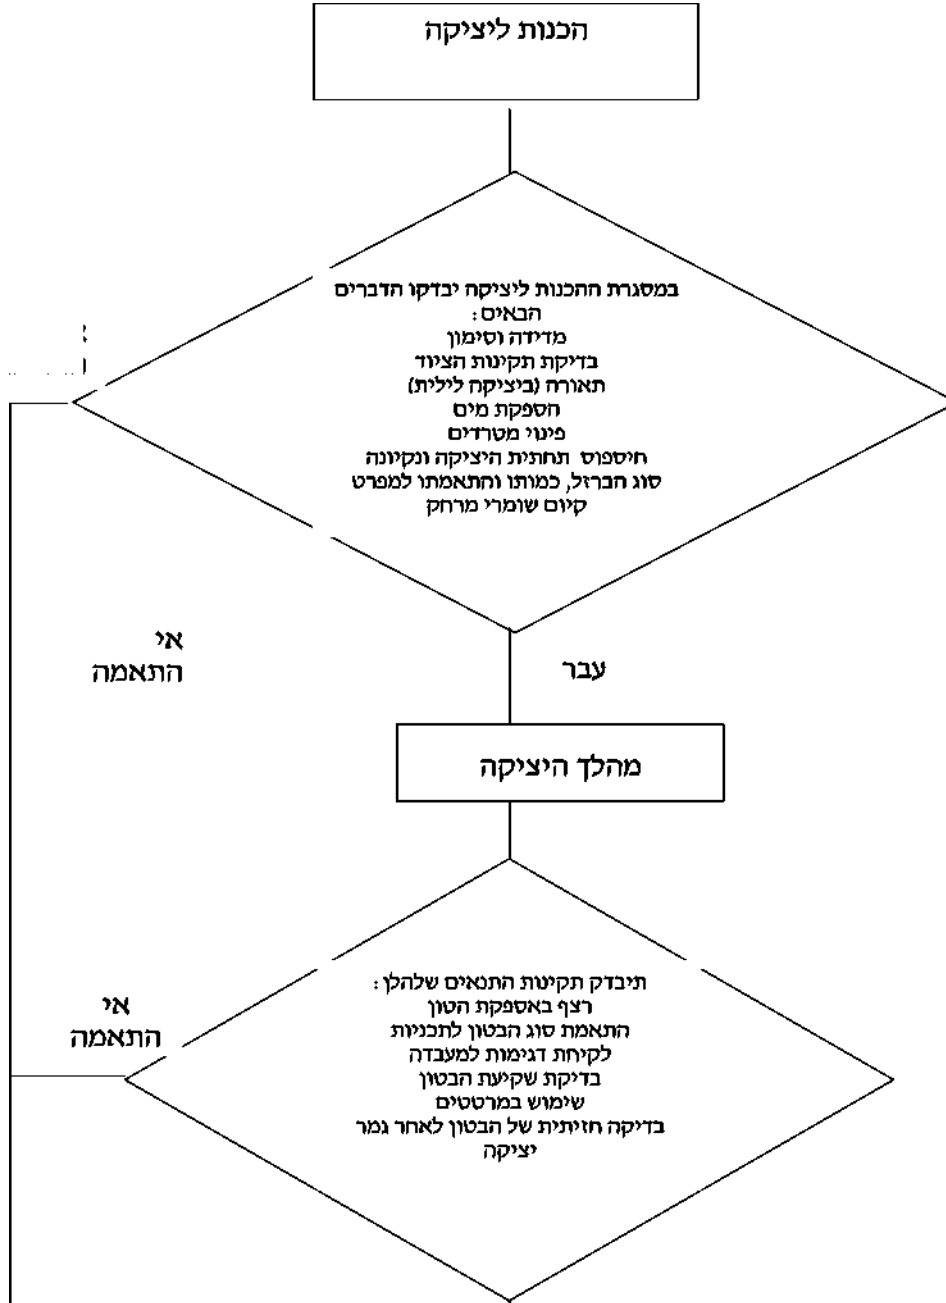 הכנות ליציקה
במסגרת ההכנות ליציקה יבדקו הדברים
הבאים:
מדידה וסימון
בדיקת תקינות הציוד
תאורה (ביציקה לילית)
הספקת מים
פינוי מטרדים
חיספוס תחתית היציקה ונקיונה
סוג הברזל, כמותו והתאמתו למפרט
קיום שומרי מרחק
אי
התאמה
עבר
מהלך היציקה
תיבדק תקינות התנאים שלהלן:
רצף באספקת הטון
התאמת סוג הבטון לתכניות
לקיחת דגימות למעבדה
בדיקת שקיעת הבטון
שימוש במרטטים
בדיקה חזיתית של הבטון לאחר גמר
יציקה
אי
התאמה